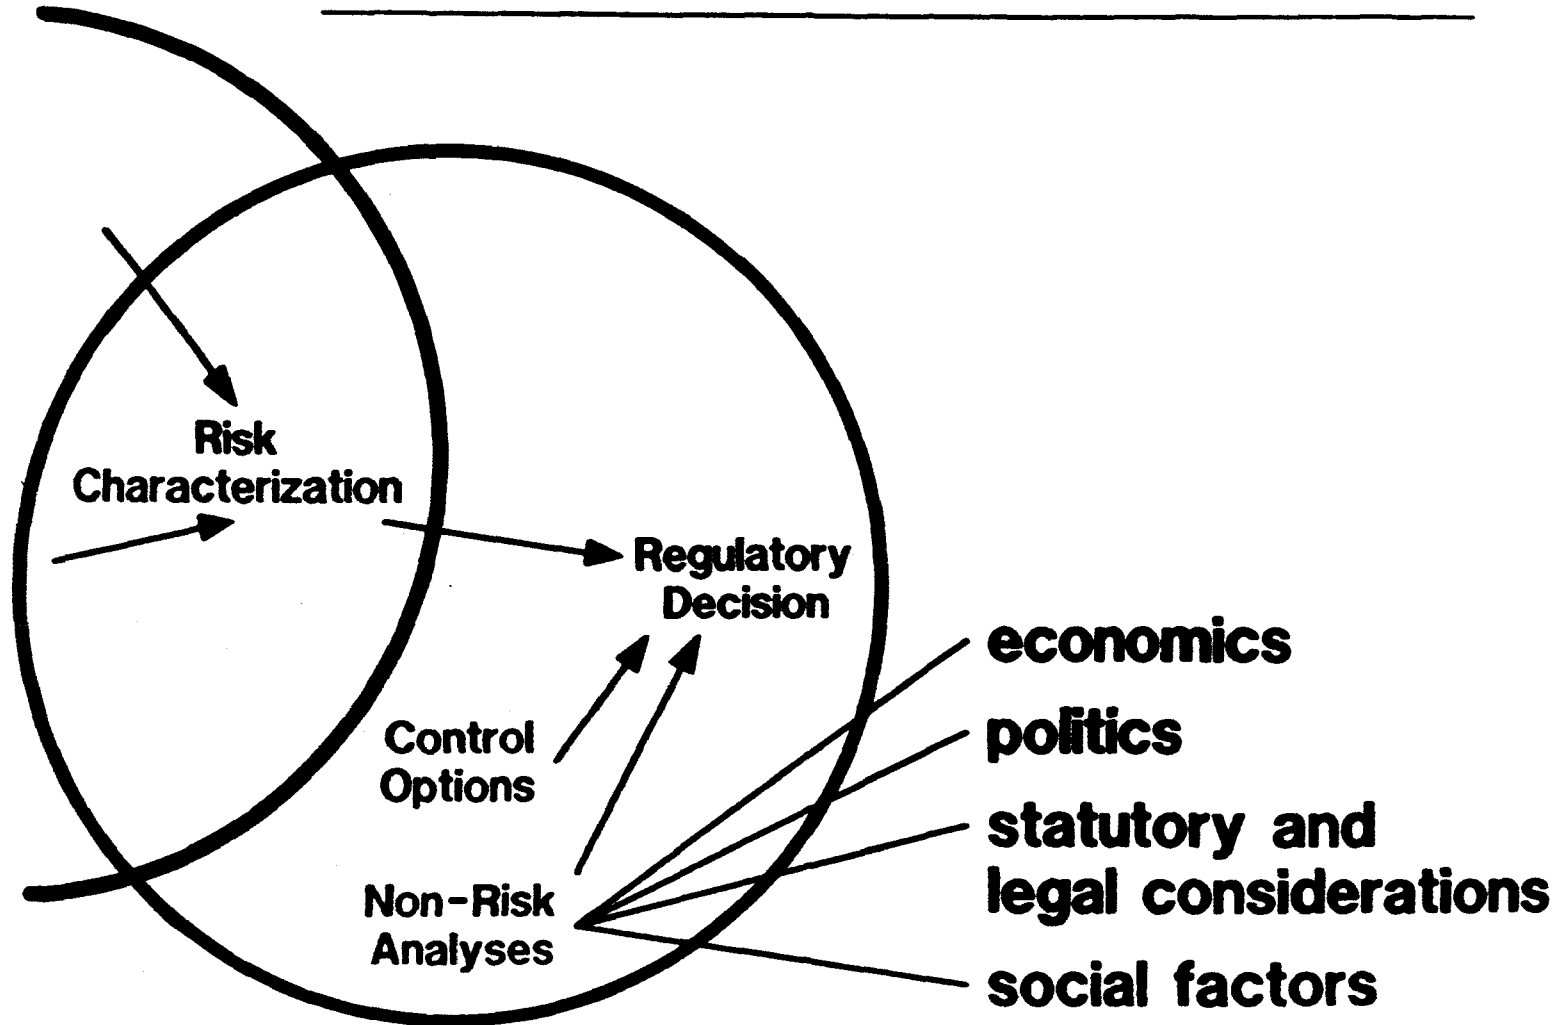 Risk
Characterization
Regulatory
Decision
Control
Options
Non-Risk
Analyses
economics
politics
statutory and
legal considerations
social factors